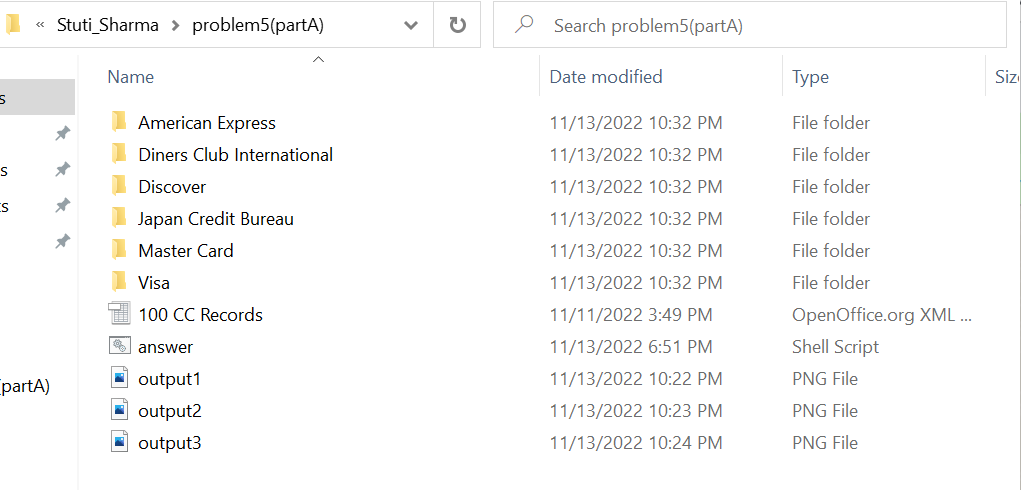 « Stuti_Sharma > problem5(partA)
Search problem5(partA)
Name Date modified Type Siz
s
American Express 11/13/2022 10:32 PM File folder
Diners Club International 11/13/2022 10:32 PM File folder
s
Discover 11/13/2022 10:32 PM File folder
ts
Japan Credit Bureau 11/13/2022 10:32 PM File folder
Master Card 11/13/2022 10:32 PM File folder
Visa 11/13/2022 10:32 PM File folder
100 CC Records 11/11/2022 3:49 PM OpenOffice.org XML ...
answer 11/13/2022 6:51 PM Shell Script
output1 11/13/2022 10:22 PM PNG File
(partA)
output2 11/13/2022 10:23 PM PNG File
output3 11/13/2022 10:24 PM PNG File